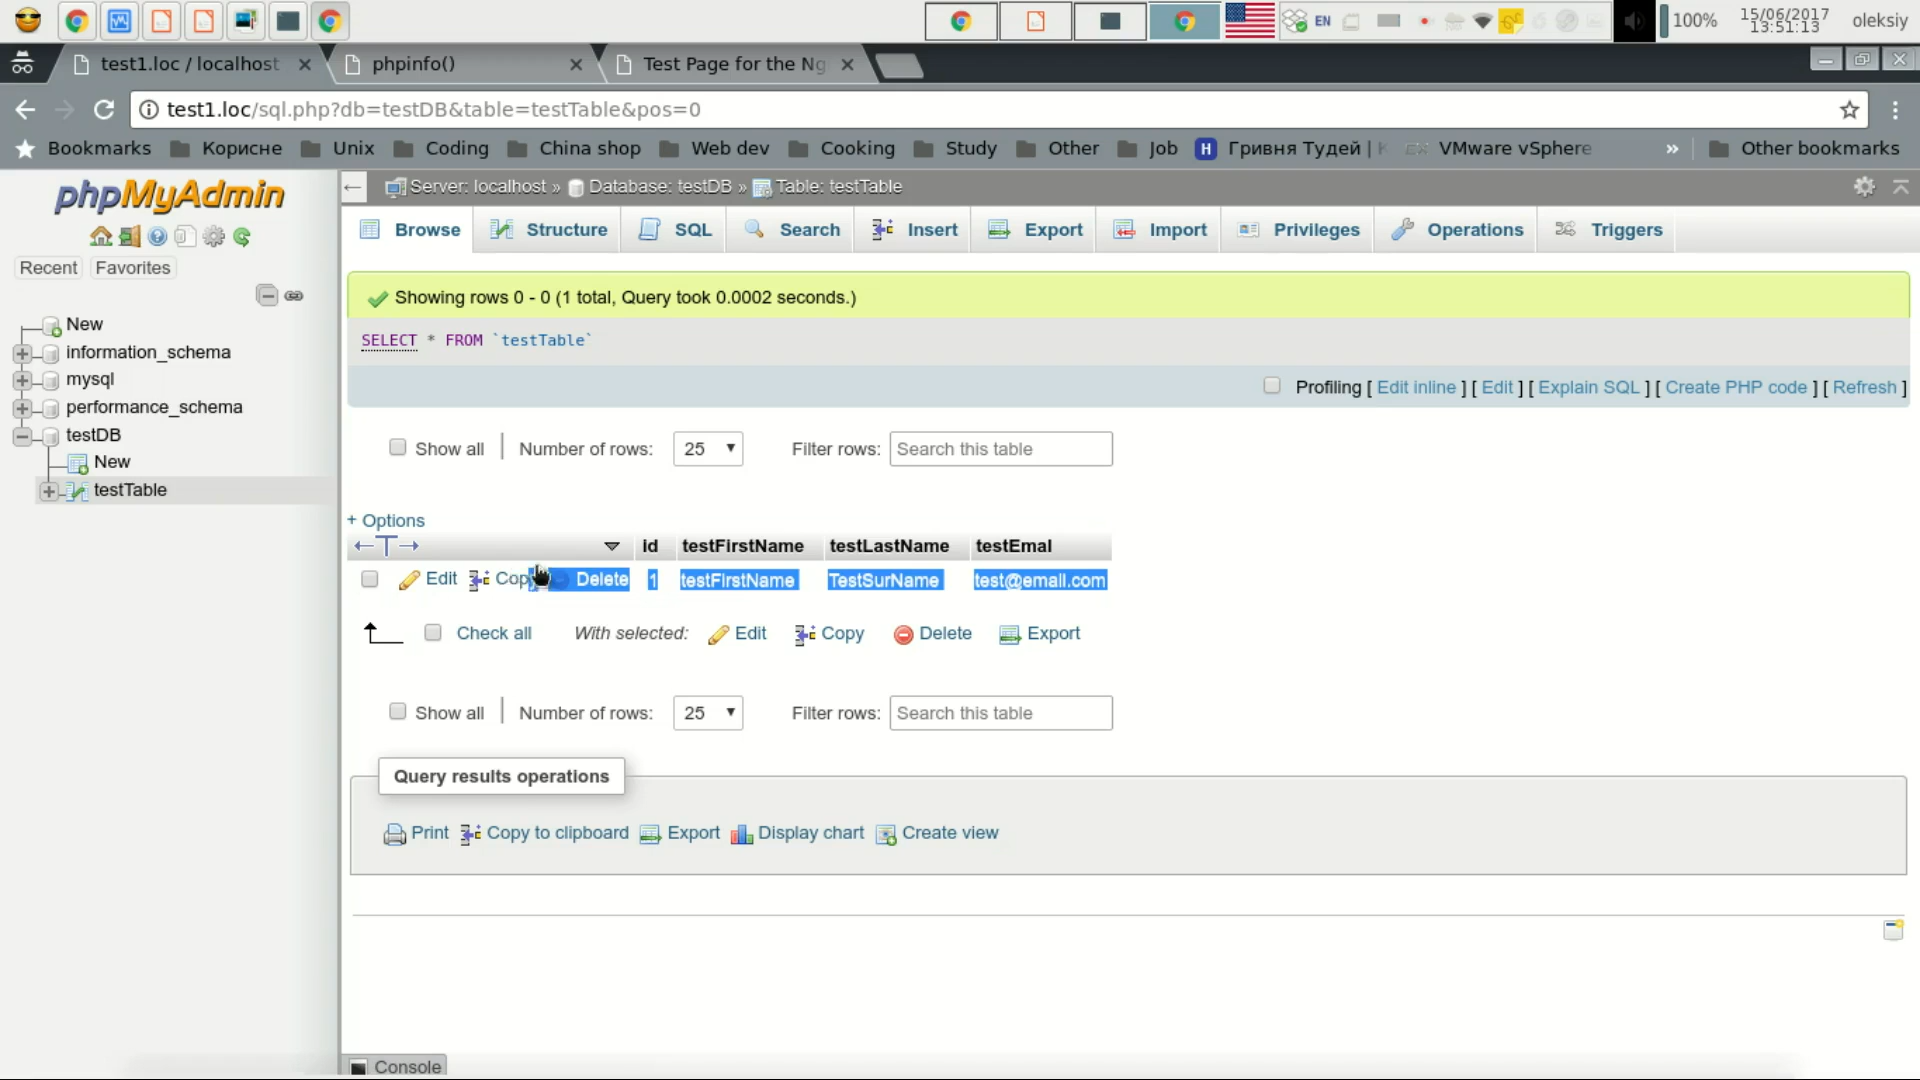 EN
100%
15/06/2017
13:51:13
oleksiy
test1.loc / localhost
phpinfo()
Test Page for the Ng
test1.loc/sql.php?db=testDB&table=testTable&pos=0
Bookmarks
Корисне
Unix
Coding
China shop
Web dev
Cooking
Study
Other
Job
H
Гривня Тудей |
VMware vSphere
»
Other bookmarks
phpMyAdmin
Recent
Favorites
New
information_schema
mysql
performance_schema
testDB
New
testTable
Server: localhost » Database: testDB » Table: testTable
Browse
Structure
SQL
Search
Insert
Export
Import
Privileges
Operations
Triggers
Showing rows 0 - 0 (1 total, Query took 0.0002 seconds.)
SELECT * FROM `testTable`
Profiling [ Edit inline ] [ Edit ] [ Explain SQL ] [ Create PHP code ] [ Refresh ]
Show all | Number of rows: 25 Filter rows: Search this table
+ Options
←T→ id testFirstName testLastName testEmal
Edit Delete 1 testFirstName TestSurName test@email.com
Check all With selected: Edit Copy Delete Export
Show all | Number of rows: 25 Filter rows: Search this table
Query results operations
Print Copy to clipboard Export Display chart Create view
Console